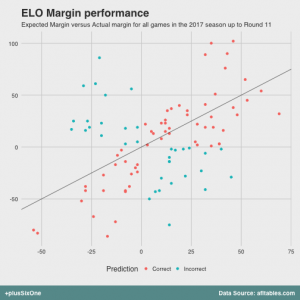 ELO Margin performance
Expected Margin versus Actual margin for all games in the 2017 season up to Round 11
100
50
0
-50
-50
-25
0
25
50
75
Prediction Correct Incorrect
+plusSixOne Data Source: afltables.com